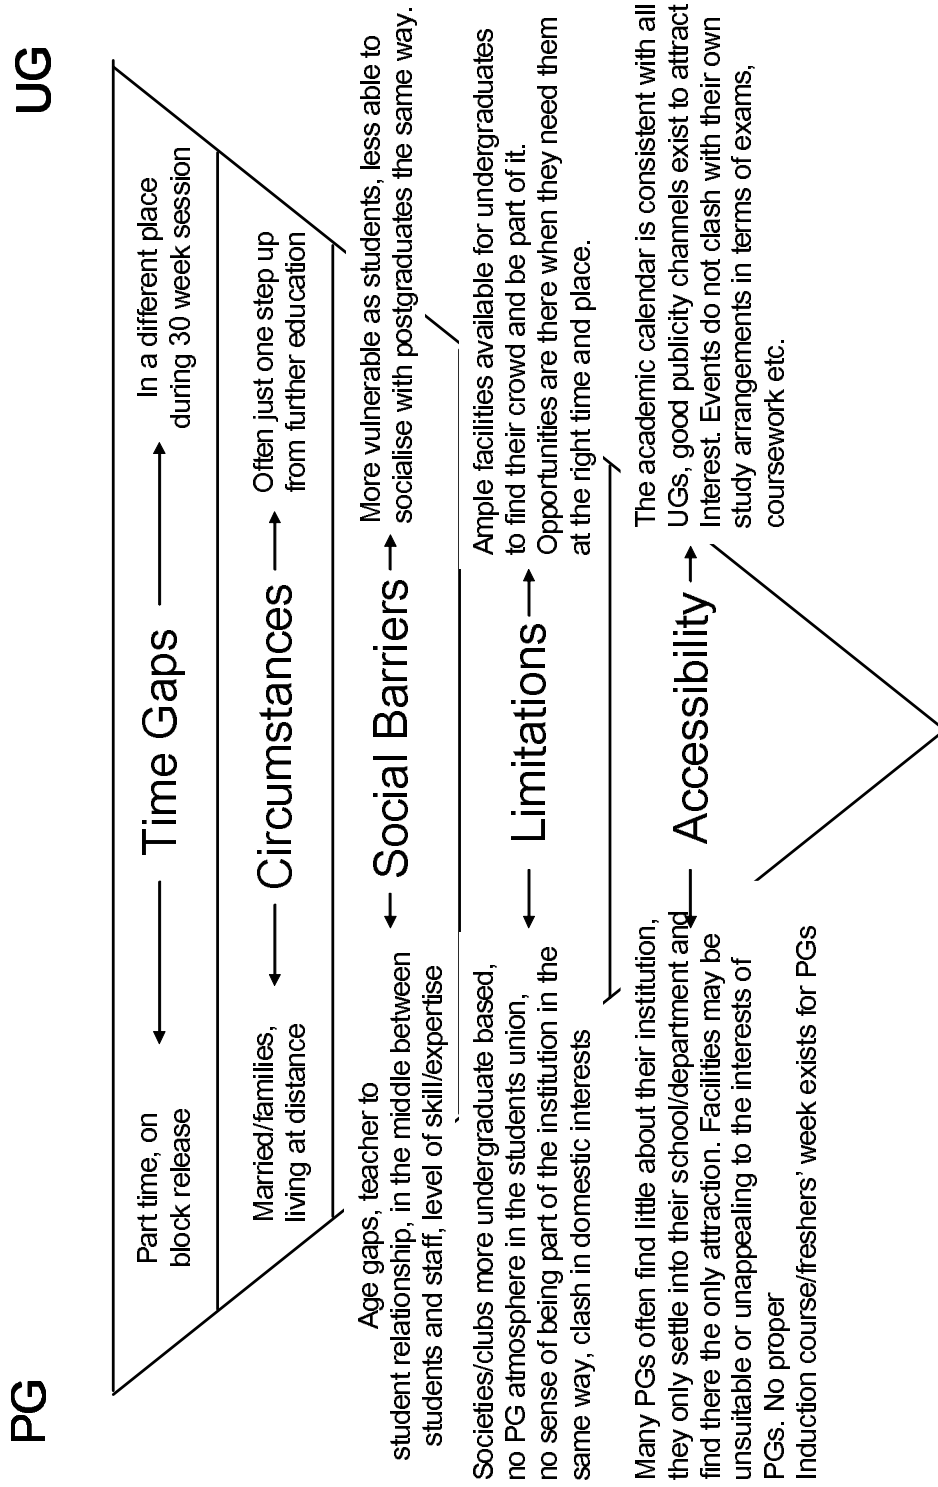 PG
UG
Part time, on
block release
Time Gaps
In a different place
during 30 week session
Married/families,
living at distance
Circumstances
Often just one step up
from further education
Age gaps, teacher to
student relationship, in the middle between
students and staff, level of skill/expertise
Social Barriers
More vulnerable as students, less able to
socialise with postgraduates the same way.
Societies/clubs more undergraduate based,
no PG atmosphere in the students union,
no sense of being part of the institution in the
same way, clash in domestic interests
Limitations
Ample facilities available for undergraduates
to find their crowd and be part of it.
Opportunities are there when they need them
at the right time and place.
Many PGs often find little about their institution,
they only settle into their school/department and
find there the only attraction. Facilities may be
unsuitable or unappealing to the interests of
PGs. No proper
Induction course/freshers' week exists for PGs
Accessibility
The academic calendar is consistent with all
UGs, good publicity channels exist to attract
Interest. Events do not clash with their own
study arrangements in terms of exams,
coursework etc.